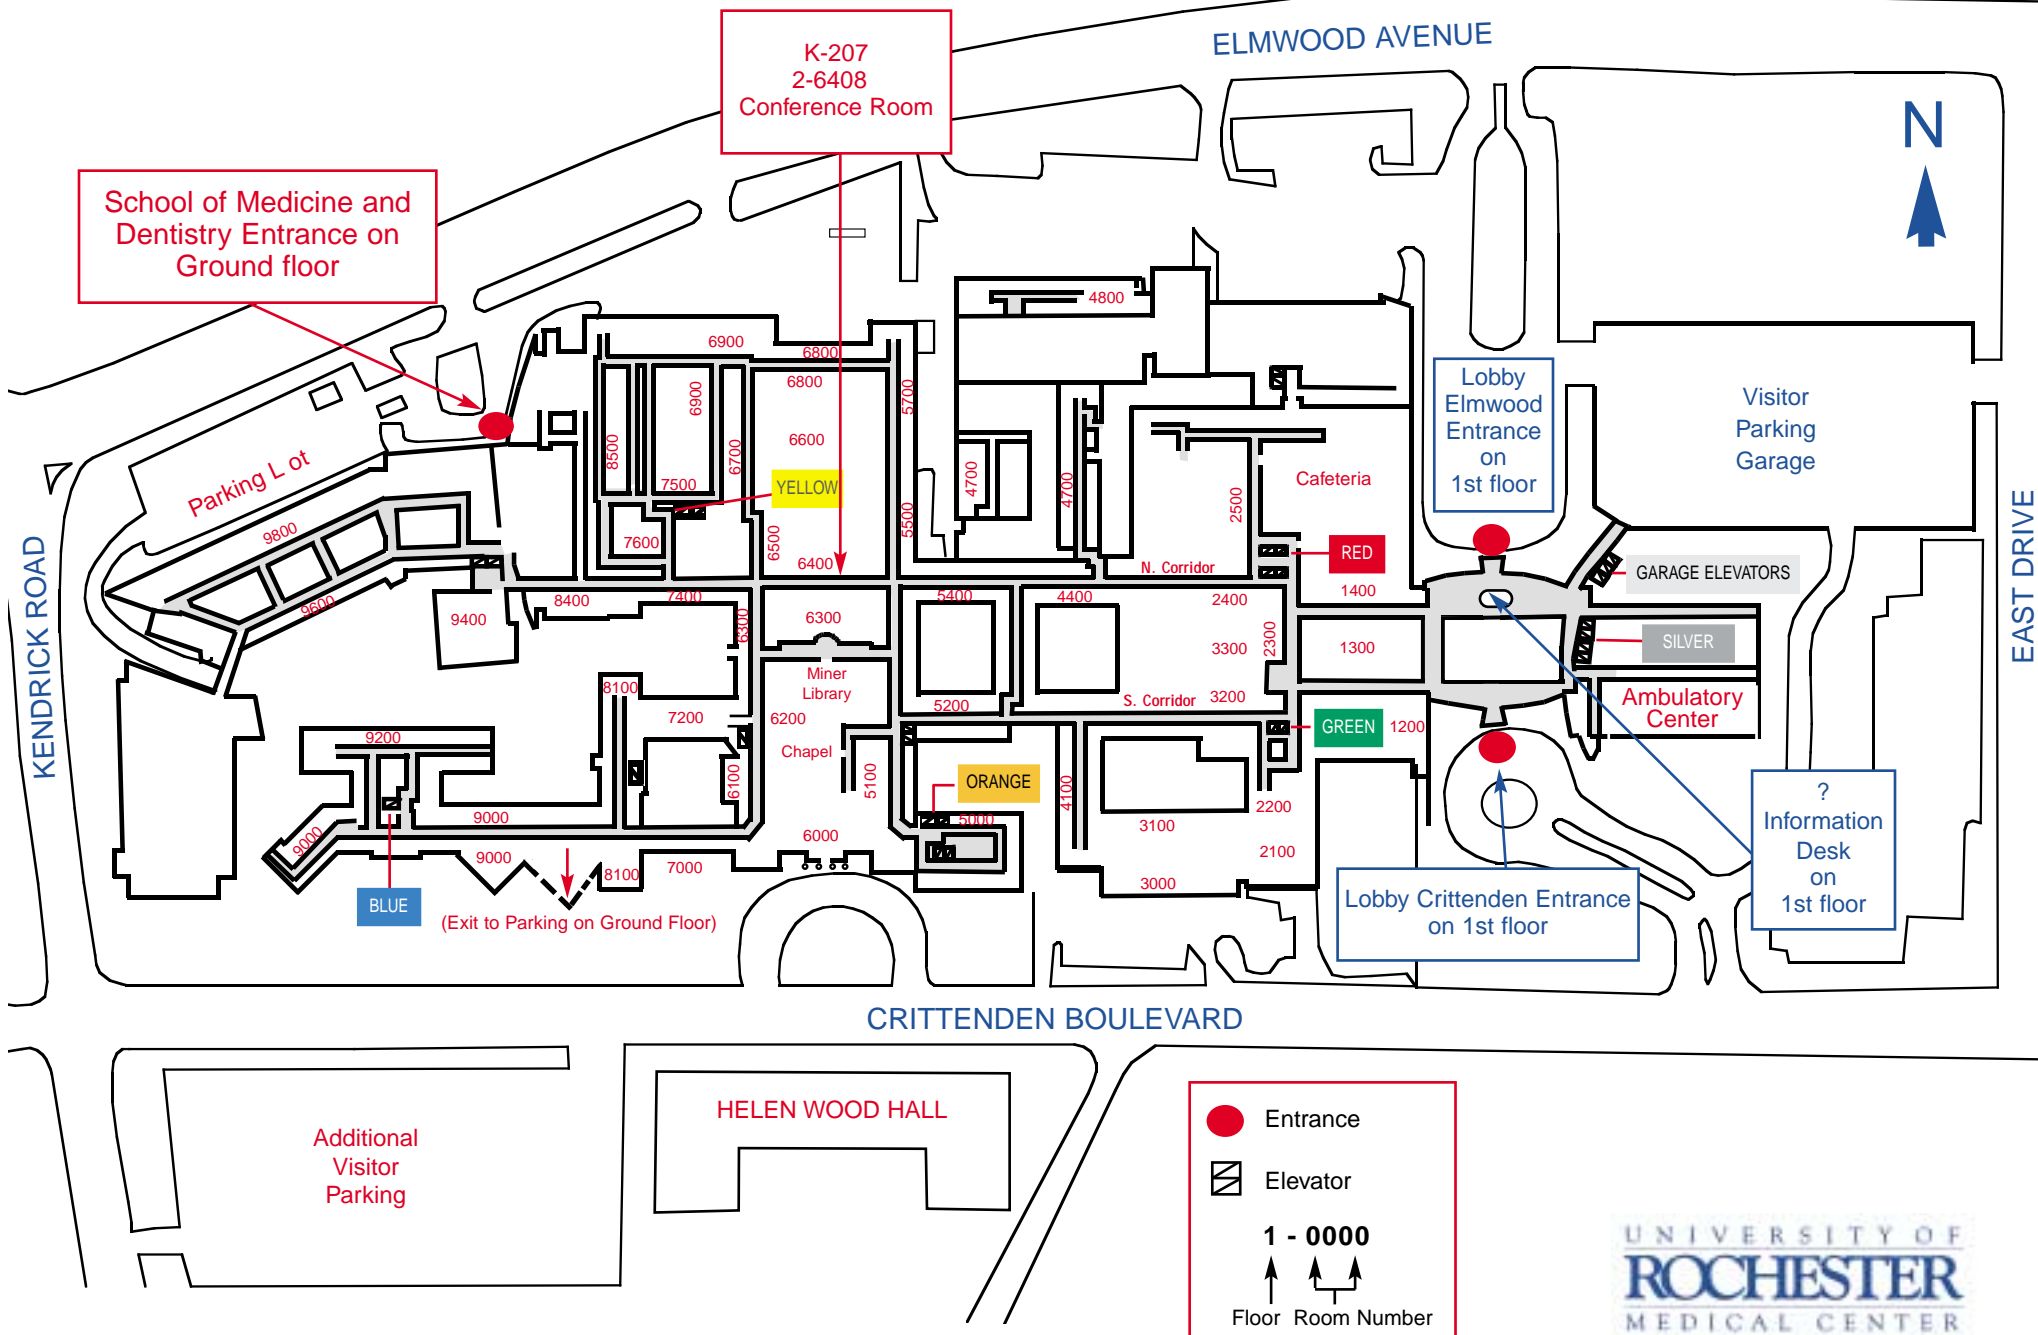 ELMWOOD AVENUE
K-207
2-6408
Conference Room
N
School of Medicine and
Dentistry Entrance on
Ground floor
4800
6900
6800
6800
Lobby
Elmwood
Entrance
on
1st floor
Visitor
Parking
Garage
6900
5700
6600
8500
6700
Cafeteria
Parking L ot
7500
YELLOW
4700
4700
2500
9800
7600
6500
5500
6400
RED
N. Corridor
GARAGE ELEVATORS
KENDRICK ROAD
EAST DRIVE
9600
8400
7400
5400
4400
2400
1400
9400
6300
6300
3300
2300
1300
SILVER
Miner
Library
8100
S. Corridor
3200
5200
Ambulatory
Center
7200
6200
GREEN
1200
9200
Chapel
6100
5100
ORANGE
4100
?
Information
Desk
on
1st floor
9000
9000
5000
2200
6000
3100
9000
8100
7000
2100
3000
BLUE
(Exit to Parking on Ground Floor)
Lobby Crittenden Entrance
on 1st floor
CRITTENDEN BOULEVARD
HELEN WOOD HALL
Additional
Visitor
Parking
Entrance
Elevator
1 - 0000
Floor Room Number
UNIVERSITY OF
ROCHESTER
MEDICAL CENTER